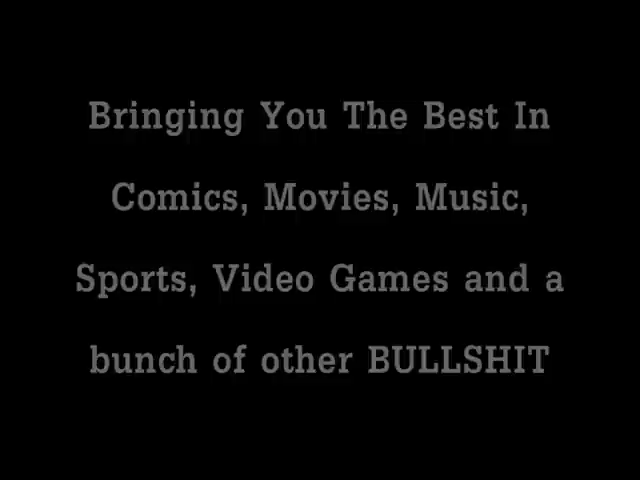 Bringing You The Best In
Comics, Movies, Music,
Sports, Video Games and a
bunch of other BULLSHIT